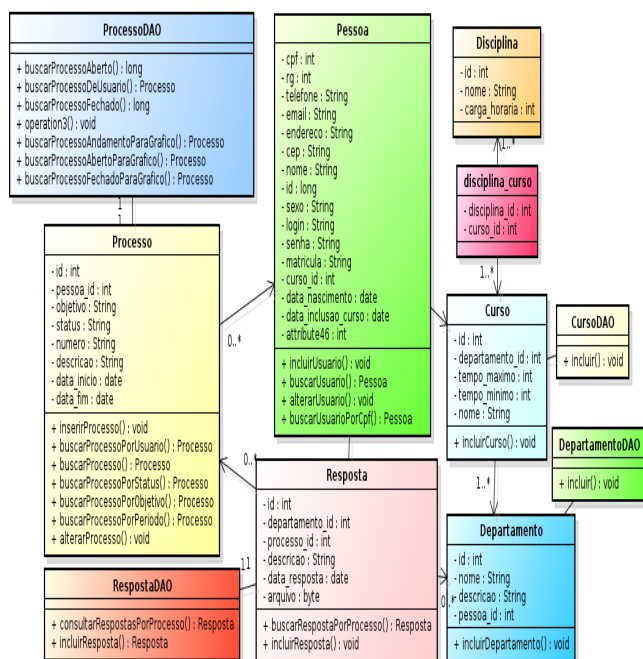 ProcessoDAO
+ buscarProcessoAberto() : long
+ buscarProcessoDeUsuario() : Processo
+ buscarProcessoFechado() : long
+ operation3() : void
+ buscarProcessoAndamentoParaGrafico() : Processo
+ buscarProcessoAbertoParaGrafico() : Processo
+ buscarProcessoFechadoParaGrafico() : Processo
1
1
Processo
- id : int
- pessoa_id : int
- objetivo : String
- status : String
- numero : String
- descricao : String
- data_inicio : date
- data_fim : date
+ inserirProcesso() : void
+ buscarProcessoPorUsuario() : Processo
+ buscarProcesso() : Processo
+ buscarProcessoPorStatus() : Processo
+ buscarProcessoPorObjetivo() : Processo
+ buscarProcessoPorPeriodo() : Processo
+ alterarProcesso() : void
0..*
Pessoa
- cpf : int
- rg : int
- telefone : String
- email : String
- endereco : String
- cep : String
- nome : String
- id : long
- sexo : String
- login : String
- senha : String
- matricula : String
- curso_id : int
- data_nascimento : date
- data_inclusao_curso : date
- attribute46 : int
+ incluirUsuario() : void
+ buscarUsuario() : Pessoa
+ alterarUsuario() : void
+ buscarUsuarioPorCpf() : Pessoa
Disciplina
- id : int
- nome : String
- carga_horaria : int
1..*
disciplina_curso
- disciplina_id : int
- curso_id : int
1..*
Curso
- id : int
- departamento_id : int
- tempo_maximo : int
- tempo_minimo : int
- nome : String
+ incluirCurso() : void
CursoDAO
+ incluir() : void
DepartamentoDAO
+ incluir() : void
1..*
0..*
Resposta
- id : int
- departamento_id : int
- processo_id : int
- descricao : String
- data_resposta : date
- arquivo : byte
+ buscarRespostaPorProcesso() : Resposta
+ incluirResposta() : void
11
RespostaDAO
+ consultarRespostasPorProcesso() : Resposta
+ incluirResposta() : Resposta
0..*
Departamento
- id : int
- nome : String
- descricao : String
- pessoa_id : int
+ incluirDepartamento() : void